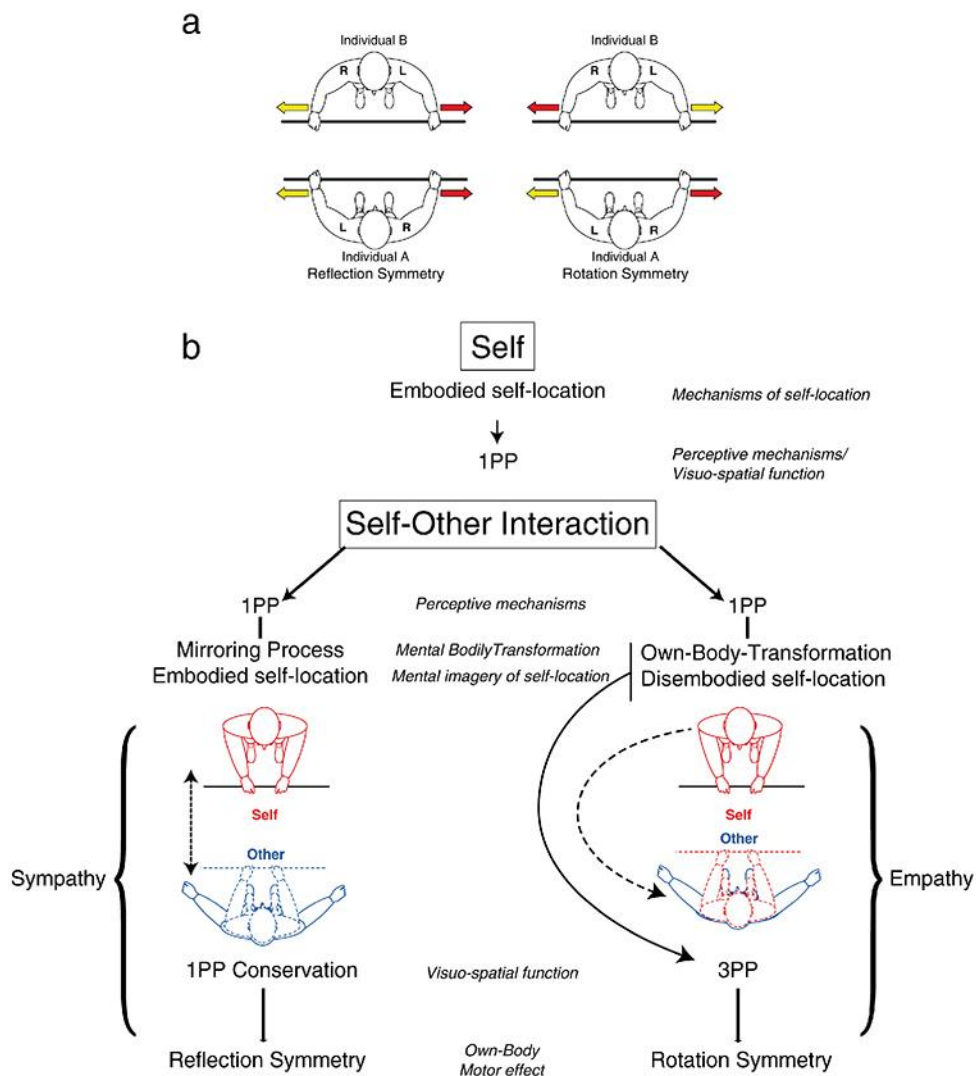 a
Individual B
R L
Individual B
R L
L R
Individual A
Reflection Symmetry
L R
Individual A
Rotation Symmetry
b
Self
Embodied self-location
Mechanisms of self-location
1PP
Perceptive mechanisms/
Visuo-spatial function
Self-Other Interaction
1PP
Perceptive mechanisms
1PP
Mirroring Process
Embodied self-location
Mental BodilyTransformation
Mental imagery of self-location
Own-Body-Transformation
Disembodied self-location
Self
Other
Self
Other
Sympathy
Empathy
1PP Conservation
Visuo-spatial function
3PP
Reflection Symmetry
Own-Body
Motor effect
Rotation Symmetry